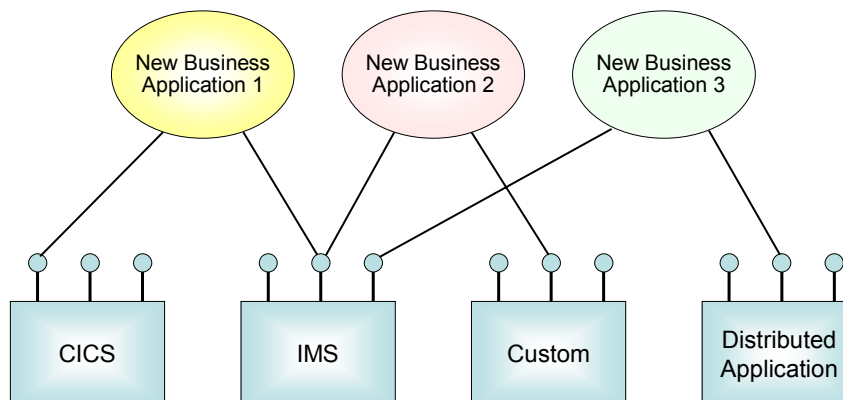 New Business
Application 1
New Business
Application 2
New Business
Application 3
CICS
IMS
Custom
Distributed
Application